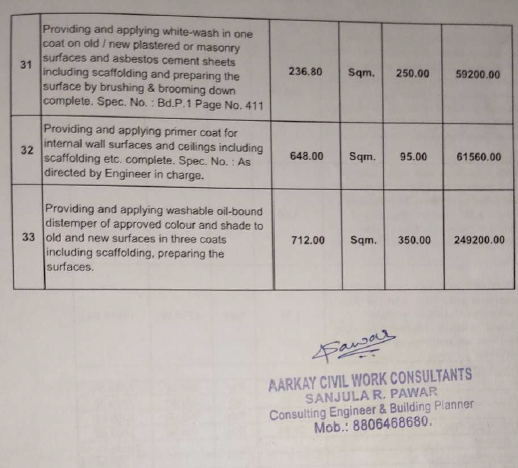 Providing and applying white-wash in one
coat on old / new plastered or masonry
surfaces and asbestos cement sheets
31 including scaffolding and preparing the 236.80 Sqm. 250.00 59200.00
surface by brushing & brooming down
complete. Spec. No. : Bd.P.1 Page No. 411
Providing and applying primer coat for
internal wall surfaces and ceilings including
32 scaffolding etc. complete. Spec. No. : As 648.00 Sqm. 95.00 61560.00
directed by Engineer in charge.
Providing and applying washable oil-bound
distemper of approved colour and shade to
33 old and new surfaces in three coats 712.00 Sqm. 350.00 249200.00
including scaffolding, preparing the
surfaces.
Pawar
AARKAY CIVIL WORK CONSULTANTS
SANJULA R. PAWAR
Consulting Engineer & Building Planner
Mob.: 8806468680.